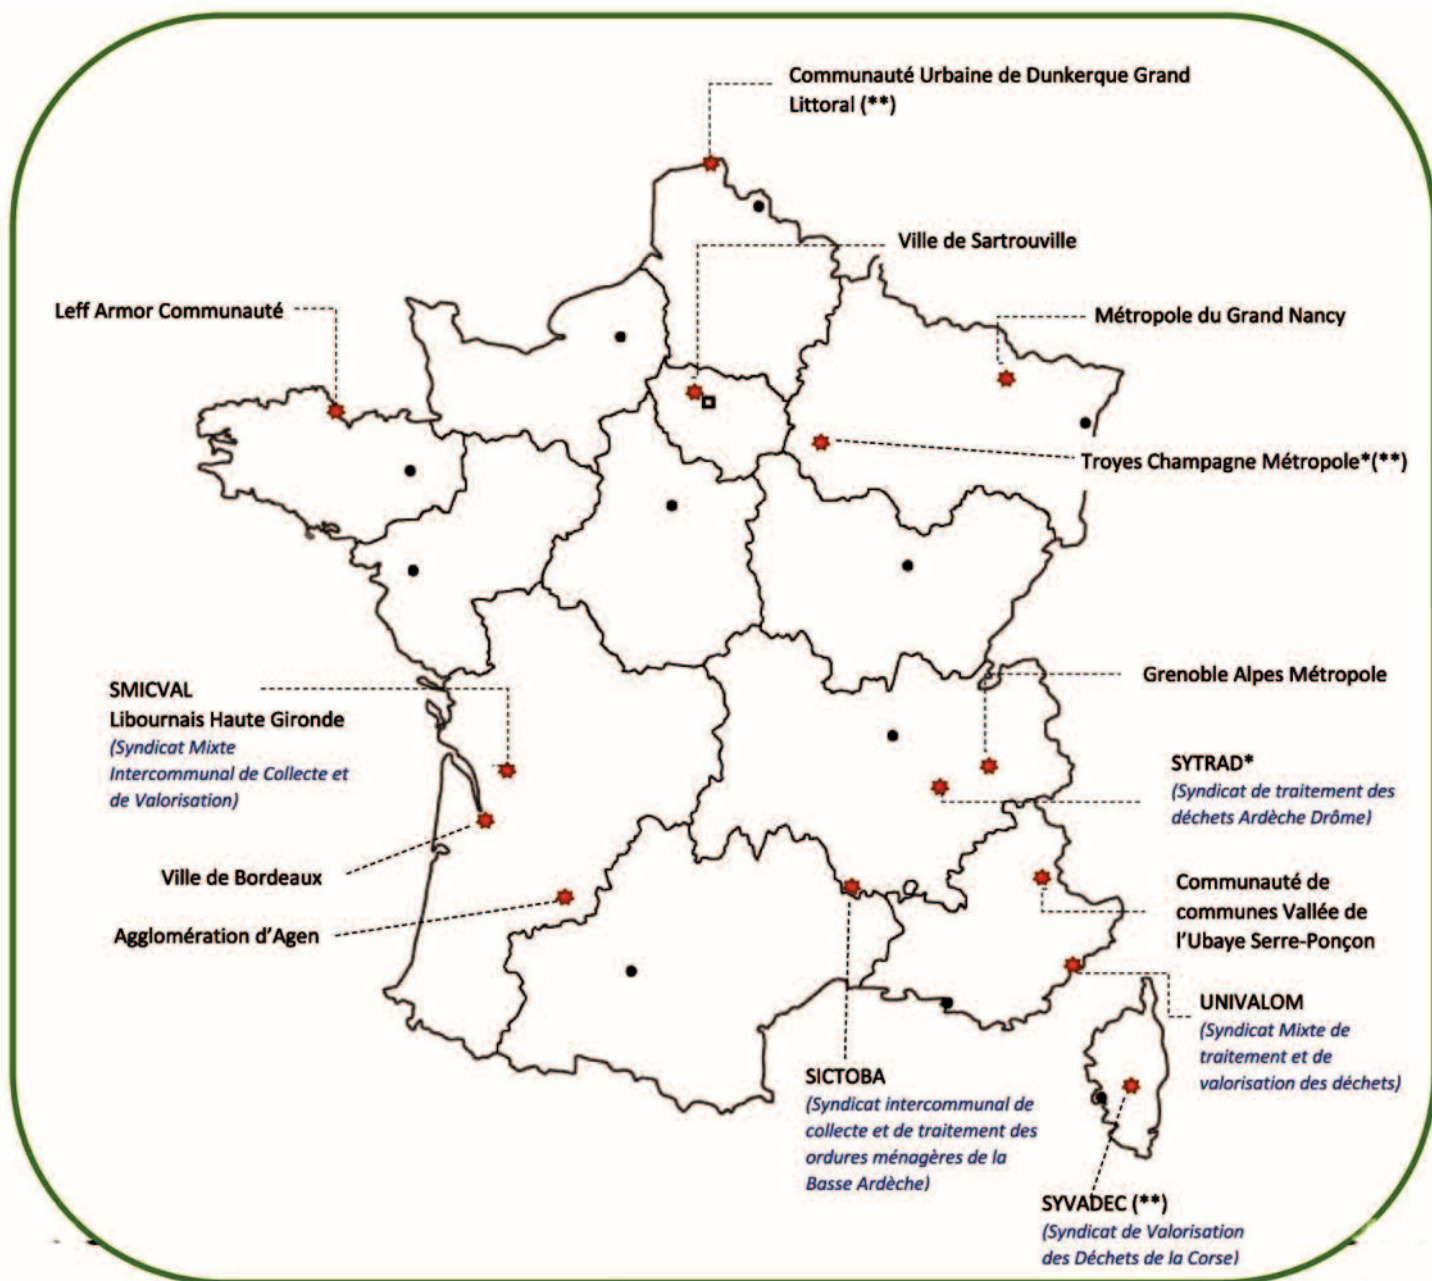 Communauté Urbaine de Dunkerque Grand
Littoral (**)
Ville de Sartrouville
Leff Armor Communauté
Métropole du Grand Nancy
Troyes Champagne Métropole*(**)
SMICVAL
Libournais Haute Gironde
(Syndicat Mixte
Intercommunal de Collecte et
de Valorisation)
Grenoble Alpes Métropole
SYTRAD*
(Syndicat de traitement des
déchets Ardèche Drôme)
Ville de Bordeaux
Agglomération d'Agen
Communauté de
communes Vallée de
l'Ubaye Serre-Ponçon
UNIVALOM
(Syndicat Mixte de
traitement et de
valorisation des déchets)
SICTOBA
(Syndicat intercommunal de
collecte et de traitement des
ordures ménagères de la
Basse Ardèche)
SYVADEC (**)
(Syndicat de Valorisation
des Déchets de la Corse)